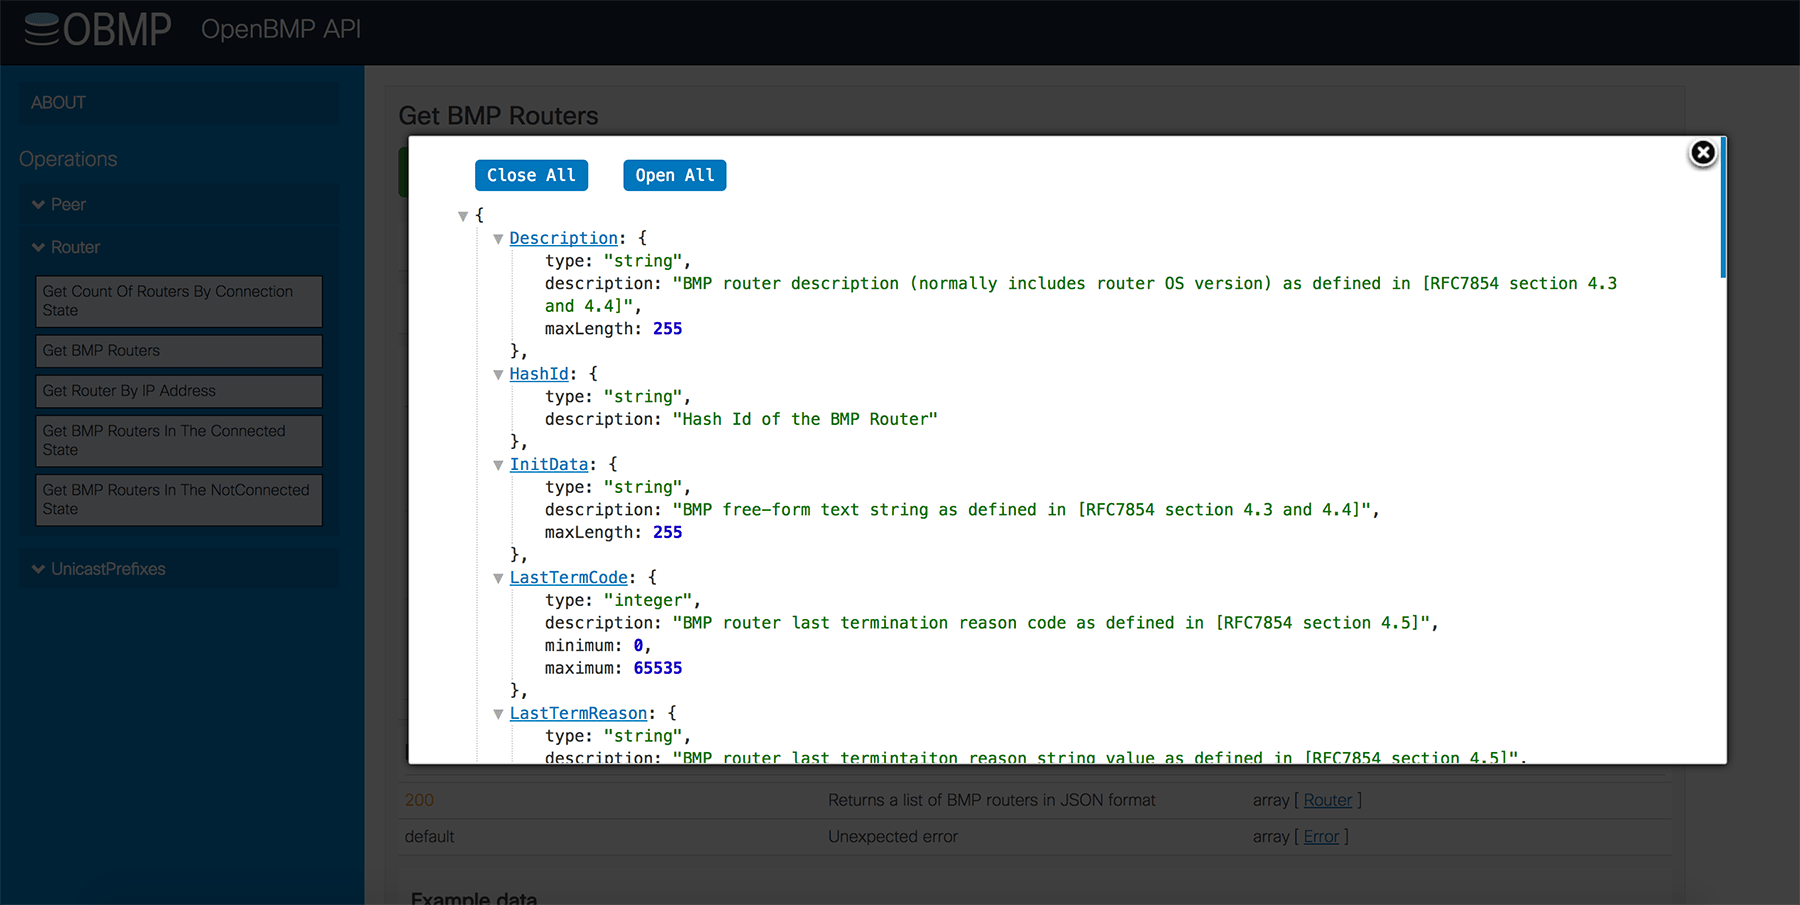 OBMP OpenBMP API
ABOUT
Operations
Peer
Router
Get Count Of Routers By Connection
State
Get BMP Routers
Get Router By IP Address
Get BMP Routers In The Connected
State
Get BMP Routers In The NotConnected
State
UnicastPrefixes
Get BMP Routers
Close All Open All
{
Description: {
type: "string",
description: "BMP router description (normally includes router OS version) as defined in [RFC7854 section 4.3
and 4.4]",
maxLength: 255
},
HashId: {
type: "string",
description: "Hash Id of the BMP Router"
},
InitData: {
type: "string",
description: "BMP free-form text string as defined in [RFC7854 section 4.3 and 4.4]",
maxLength: 255
},
LastTermCode: {
type: "integer",
description: "BMP router last termination reason code as defined in [RFC7854 section 4.5]",
minimum: 0,
maximum: 65535
},
LastTermReason: {
type: "string",
description: "BMP router last termintaiton reason string value as defined in [RFC7854 section 4.5]",
200 Returns a list of BMP routers in JSON format array [ Router ]
default Unexpected error array [ Error ]
Example data